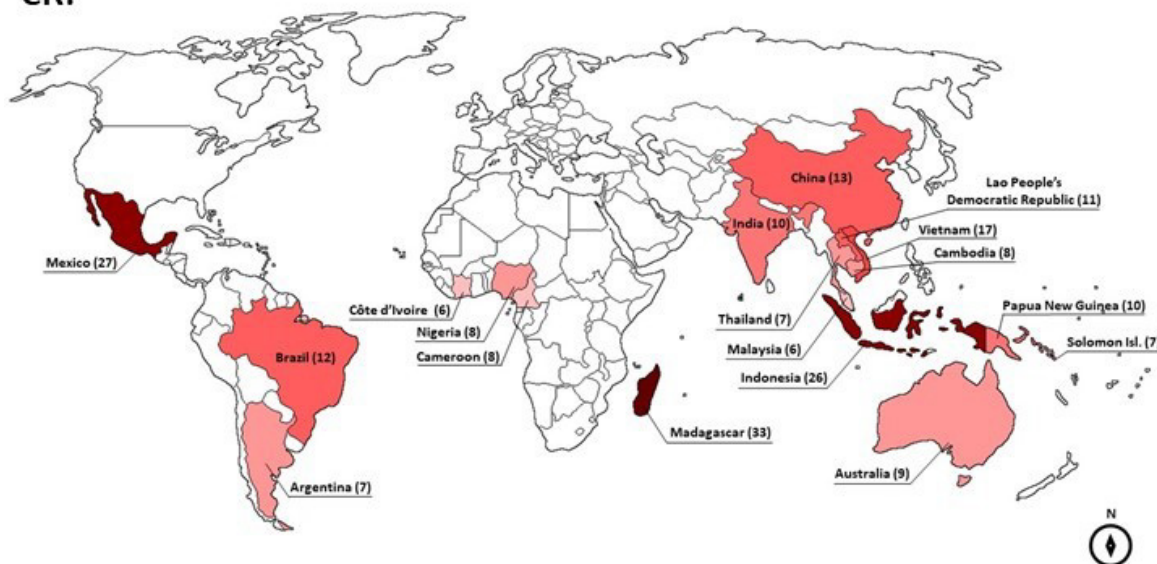 China (13)
Lao People's
Democratic Republic (11)
India (10)
Vietnam (17)
Cambodia (8)
Mexico (27)
Côte d'Ivoire (6)
Nigeria (8)
Cameroon (8)
Thailand (7)
Papua New Guinea (10)
Malaysia (6)
Solomon Isl. (7
Brazil (12)
Indonesia (26)
Madagascar (33)
Australia (9)
Argentina (7)
N